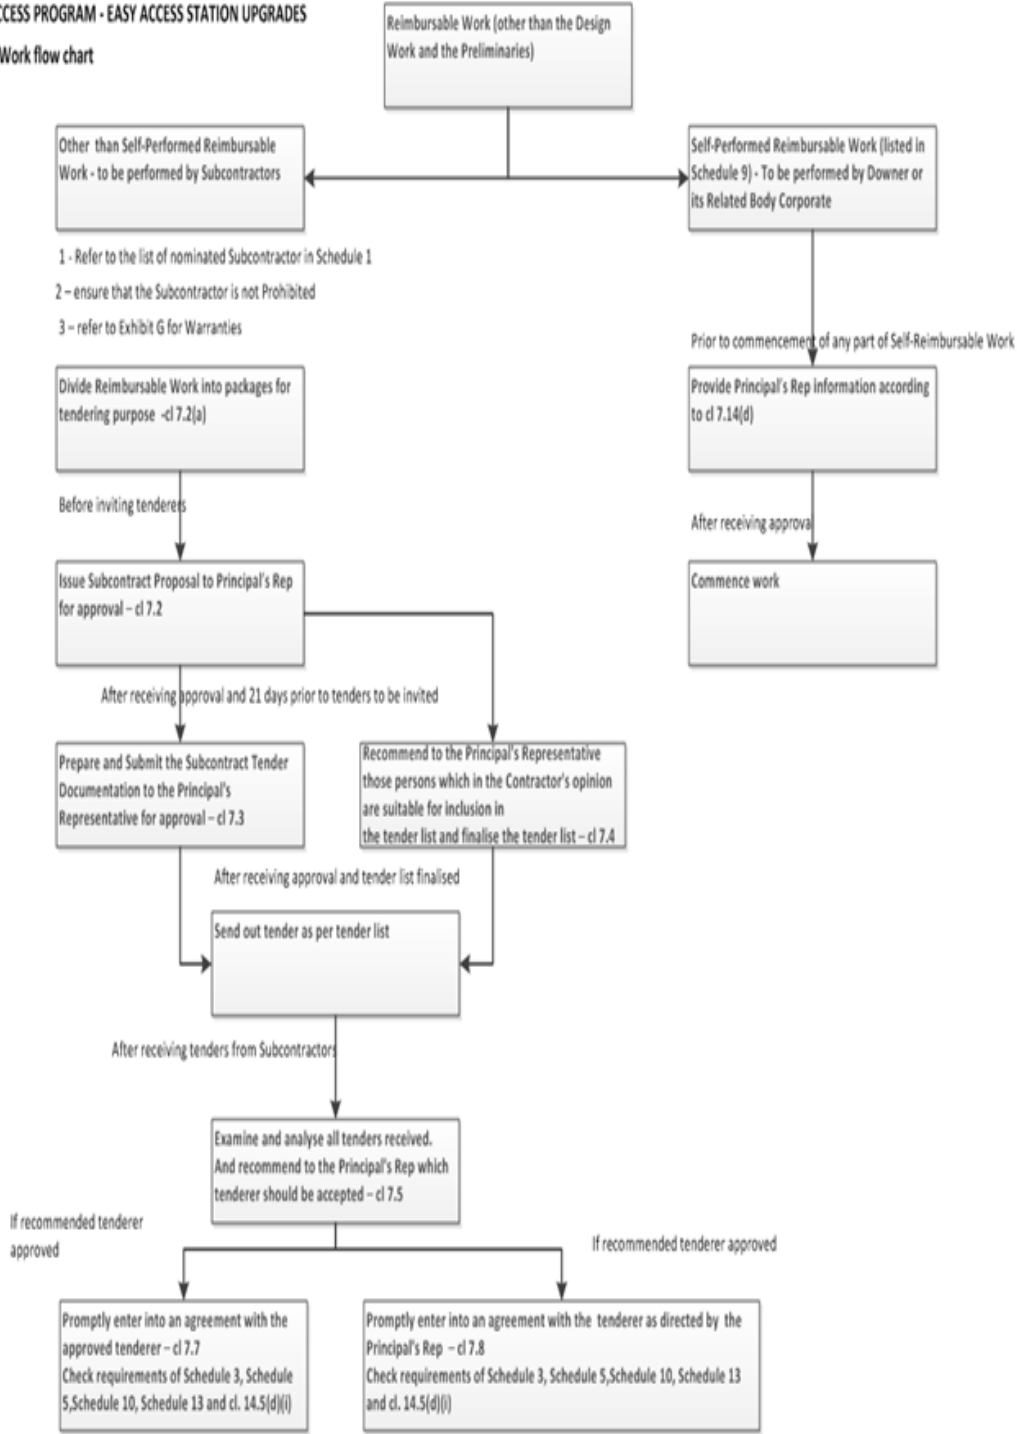 CCESS PROGRAM - EASY ACCESS STATION UPGRADES
Work flow chart
Reimbursable Work (other than the Design
Work and the Preliminaries)
Other than Self-Performed Reimbursable
Work - to be performed by Subcontractors
Self-Performed Reimbursable Work (listed in
Schedule 9) - To be performed by Downer or
its Related Body Corporate
1 - Refer to the list of nominated Subcontractor in Schedule 1
2 – ensure that the Subcontractor is not Prohibited
3 – refer to Exhibit G for Warranties
Prior to commencement of any part of Self-Reimbursable Work
Divide Reimbursable Work into packages for
tendering purpose -cl 7.2(a)
Provide Principal's Rep information according
to cl 7.14(d)
Before inviting tenderers
After receiving approval
Issue Subcontract Proposal to Principal's Rep
for approval – cl 7.2
Commence work
After receiving approval and 21 days prior to tenders to be invited
Prepare and Submit the Subcontract Tender
Documentation to the Principal's
Representative for approval – cl 7.3
Recommend to the Principal's Representative
those persons which in the Contractor's opinion
are suitable for inclusion in
the tender list and finalise the tender list – cl 7.4
After receiving approval and tender list finalised
Send out tender as per tender list
After receiving tenders from Subcontractors
Examine and analyse all tenders received.
And recommend to the Principal's Rep which
tenderer should be accepted – cl 7.5
If recommended tenderer
approved
If recommended tenderer approved
Promptly enter into an agreement with the
approved tenderer – cl 7.7
Check requirements of Schedule 3, Schedule
5,Schedule 10, Schedule 13 and cl. 14.5(d)(i)
Promptly enter into an agreement with the tenderer as directed by the
Principal's Rep – cl 7.8
Check requirements of Schedule 3, Schedule 5,Schedule 10, Schedule 13
and cl. 14.5(d)(i)